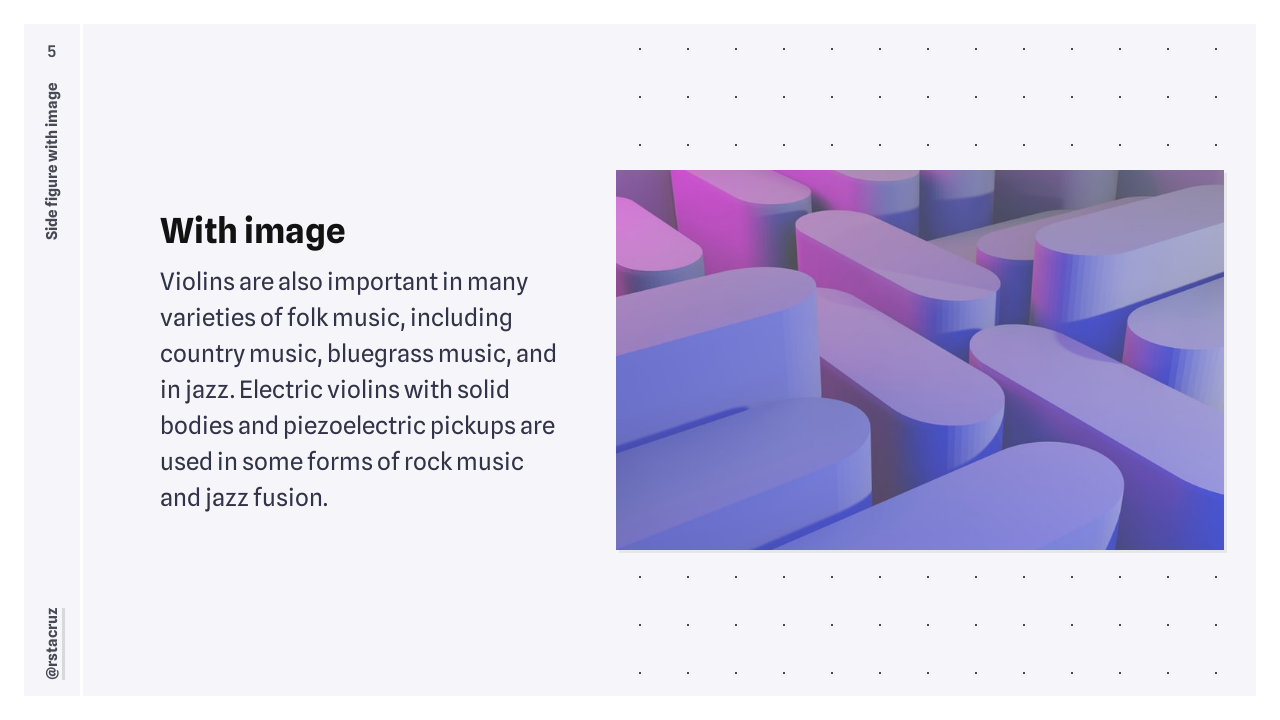 5
Side figure with image
With image
Violins are also important in many
varieties of folk music, including
country music, bluegrass music, and
in jazz. Electric violins with solid
bodies and piezoelectric pickups are
used in some forms of rock music
and jazz fusion.
@rstacruz